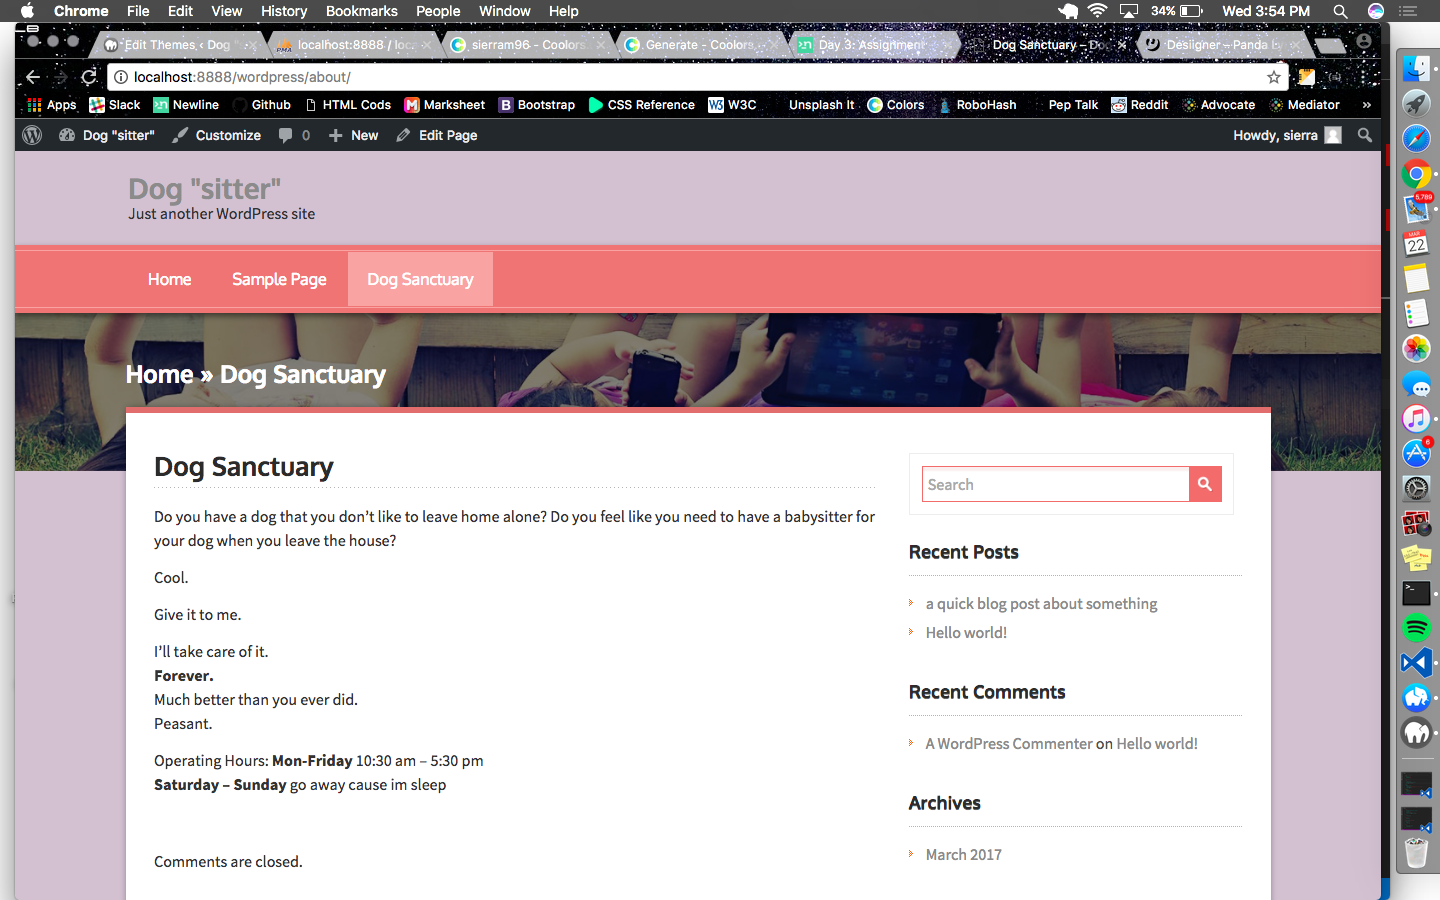 Chrome File Edit View History Bookmarks People Window Help 34% Wed 3:54 PM
Edit Themes ‹ Dog " localhost:8888 / loc sierram96 - Coolors. Generate - Coolors. Day 3: Assignment Dog Sanctuary – Do Designer – Panda
localhost:8888/wordpress/about/
Apps Slack Newline Github HTML Cods Marksheet Bootstrap CSS Reference W3C Unsplash It Colors RoboHash Pep Talk Reddit Advocate Mediator »
Dog "sitter" Customize 0 New Edit Page Howdy, sierra
Dog "sitter"
Just another WordPress site
Home Sample Page Dog Sanctuary
Home » Dog Sanctuary
Dog Sanctuary
Do you have a dog that you don’t like to leave home alone? Do you feel like you need to have a babysitter for
your dog when you leave the house?
Cool.
Give it to me.
I’ll take care of it.
Forever.
Much better than you ever did.
Peasant.
Operating Hours: Mon-Friday 10:30 am – 5:30 pm
Saturday – Sunday go away cause im sleep
Comments are closed.
Search
Recent Posts
a quick blog post about something
Hello world!
Recent Comments
A WordPress Commenter on Hello world!
Archives
March 2017
5,789
MAR
22
6